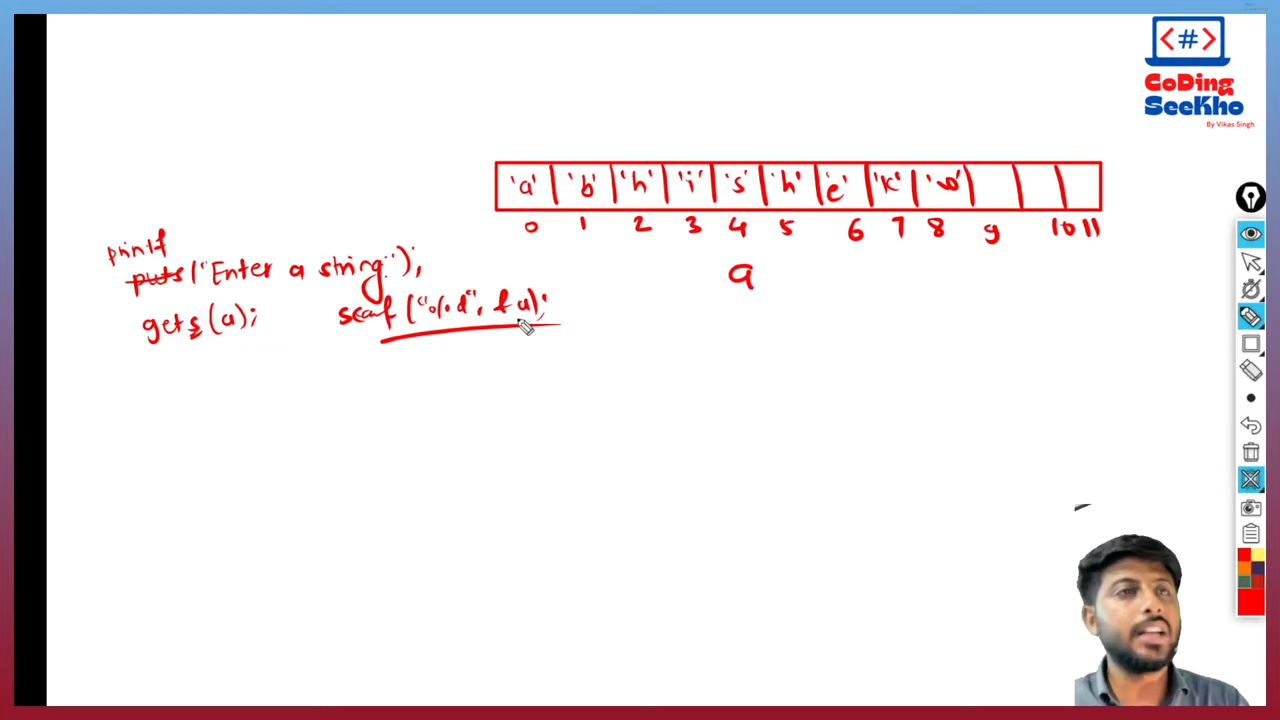 <#>
CoDing
SeeKho
By Vikas Singh
'a' 'b' 'h' 'i' 's' 'h' 'e' 'k' '\0'
0 1 2 3 4 5 6 7 8 9 10 11
a
printf
puts("Enter a string:");
gets(a);
scanf("%d", &a);